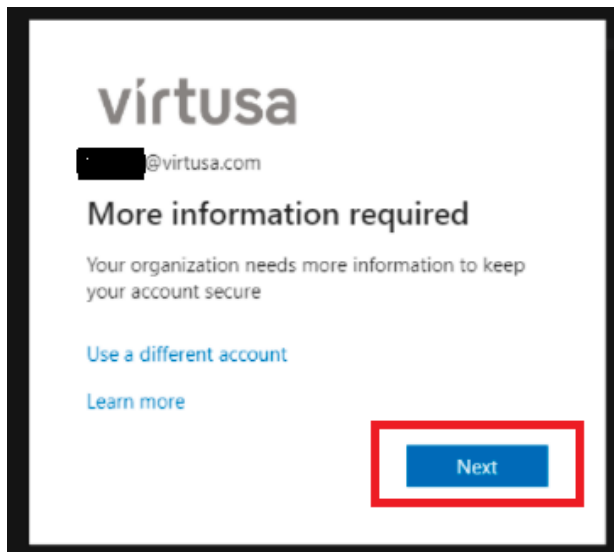 vırtusa
@virtusa.com
More information required
Your organization needs more information to keep
your account secure
Use a different account
Learn more
Next